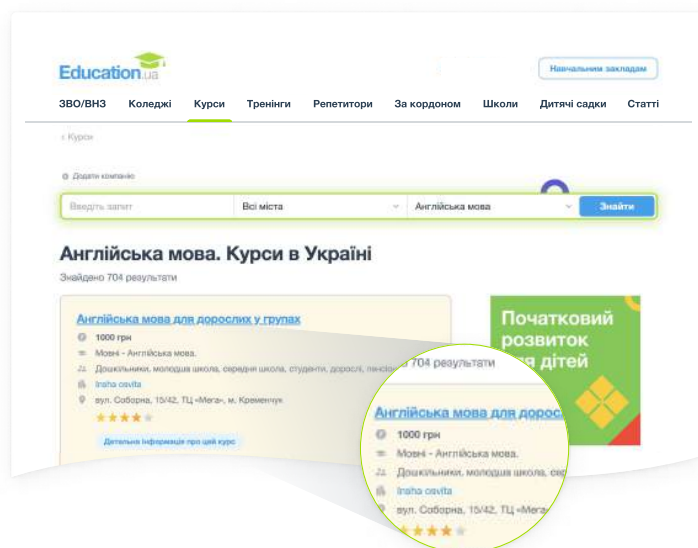 Education.ua
Навчальним закладам
ЗВО/ВНЗ Коледжі Курси Тренінги Репетитори За кордоном Школи Дитячі садки Статті
‹ Курси
Додати компанію
Введіть запит Всі міста Англійська мова Знайти
Англійська мова. Курси в Україні
Знайдено 704 результати
Англійська мова для дорослих у групах
1000 грн
Мовні - Англійська мова.
Дошкільники, молодша школа, середня школа, студенти, дорослі,
Insha osvita
вул. Соборна, 15/42, ТЦ «Мега», м. Кременчук
Детальна інформація про цей курс
Початковий
розвиток
дітей
704 результати
Англійська мова для дорос
1000 грн
Мовні - Англійська мова.
Дошкільники, молодша школа, сер
Insha osvita
вул. Соборна, 15/42, ТЦ «Мега»